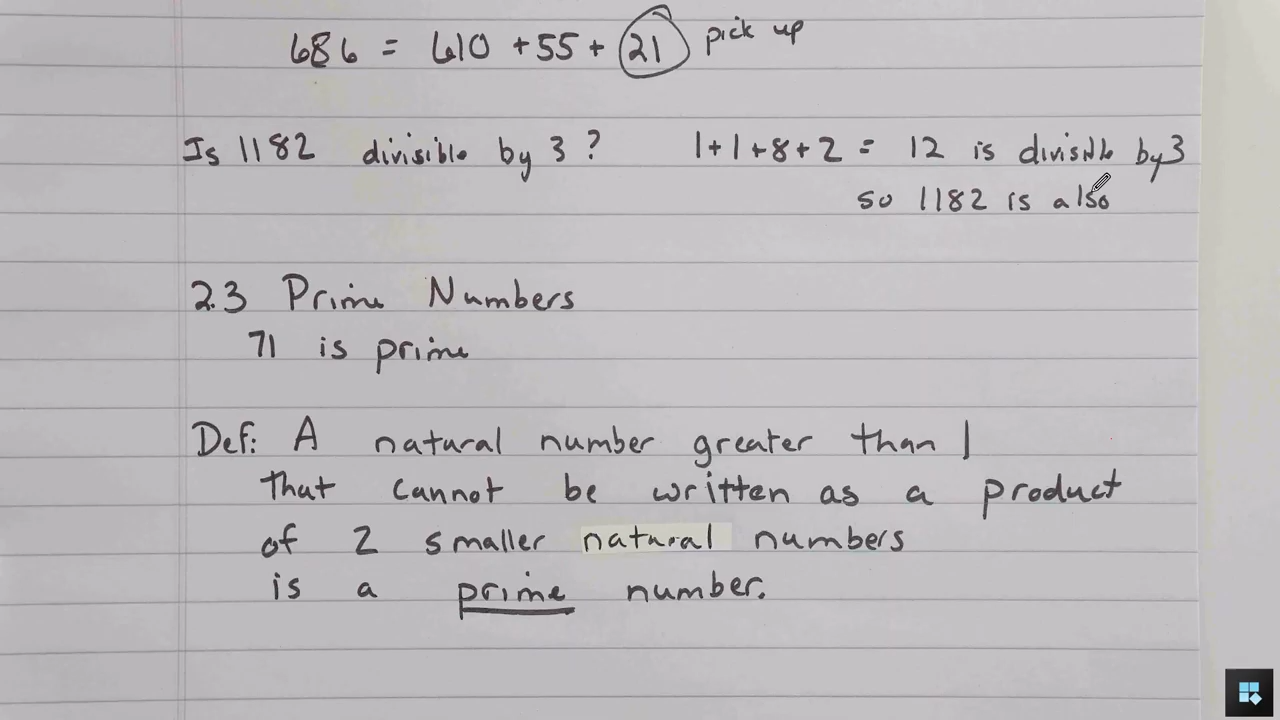 686 = 610 + 55 + 21 pick up
Is 1182 divisible by 3 ? 1+1+8+2 = 12 is divisible by 3
so 1182 is also
2.3 Prime Numbers
71 is prime
Def: A natural number greater than 1
that cannot be written as a product
of 2 smaller natural numbers
is a prime number.